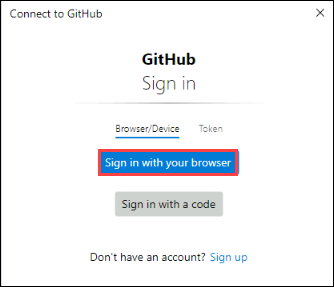 Connect to GitHub
GitHub
Sign in
Browser/Device Token
Sign in with your browser
Sign in with a code
Don't have an account? Sign up